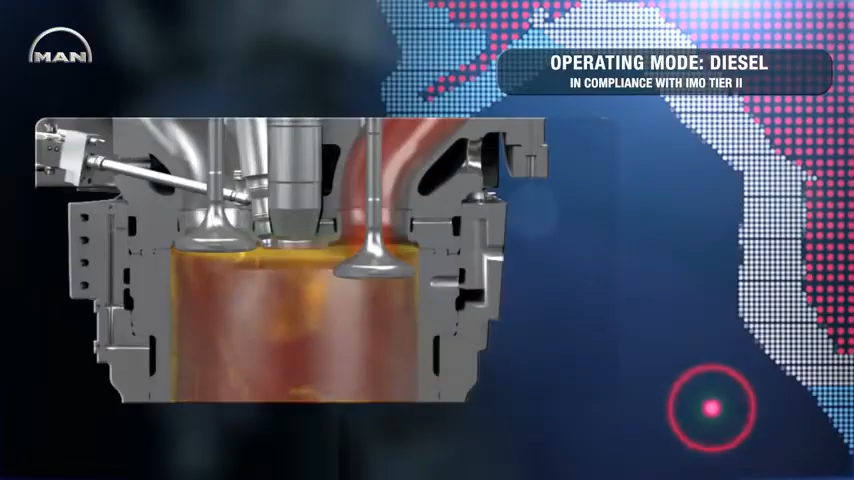 MAN
OPERATING MODE: DIESEL
IN COMPLIANCE WITH IMO TIER II